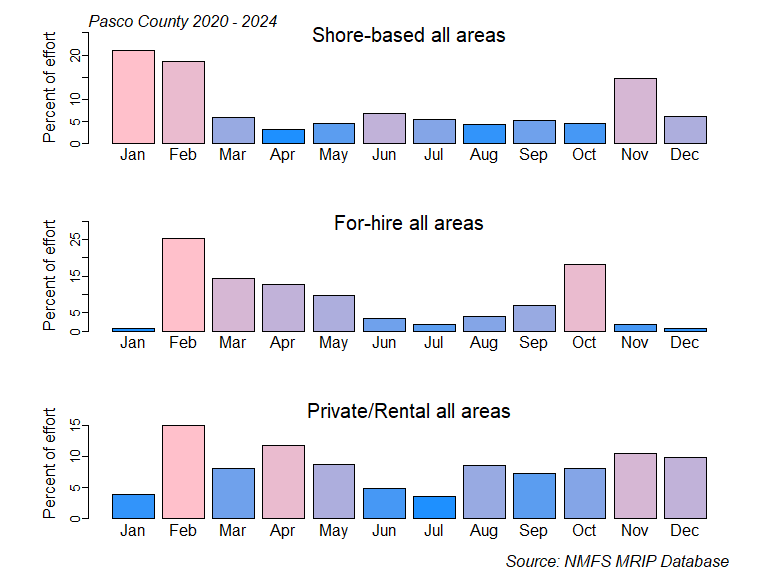 Pasco County 2020 - 2024
Shore-based all areas
Percent of effort
0 5 10 20
Jan Feb Mar Apr May Jun Jul Aug Sep Oct Nov Dec
For-hire all areas
Percent of effort
0 5 15 25
Jan Feb Mar Apr May Jun Jul Aug Sep Oct Nov Dec
Private/Rental all areas
Percent of effort
0 5 10 15
Jan Feb Mar Apr May Jun Jul Aug Sep Oct Nov Dec
Source: NMFS MRIP Database